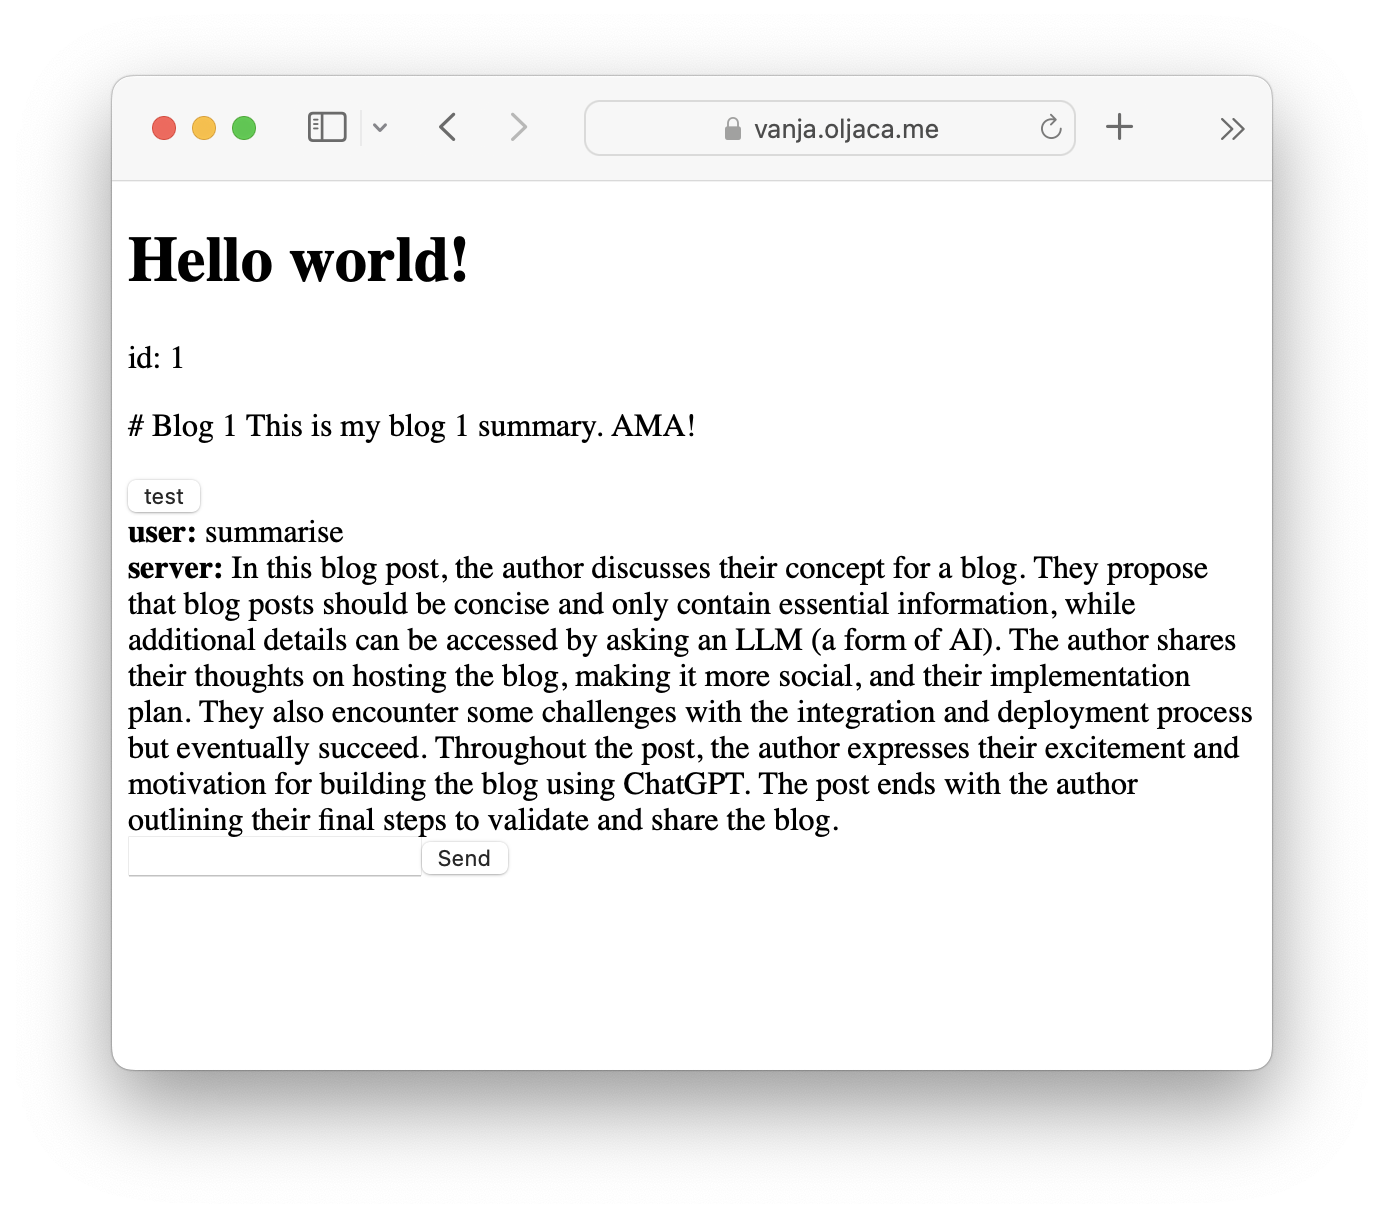 vanja.oljaca.me
Hello world!
id: 1
# Blog 1 This is my blog 1 summary. AMA!
test
user: summarise
server: In this blog post, the author discusses their concept for a blog. They propose
that blog posts should be concise and only contain essential information, while
additional details can be accessed by asking an LLM (a form of AI). The author shares
their thoughts on hosting the blog, making it more social, and their implementation
plan. They also encounter some challenges with the integration and deployment process
but eventually succeed. Throughout the post, the author expresses their excitement and
motivation for building the blog using ChatGPT. The post ends with the author
outlining their final steps to validate and share the blog.
Send